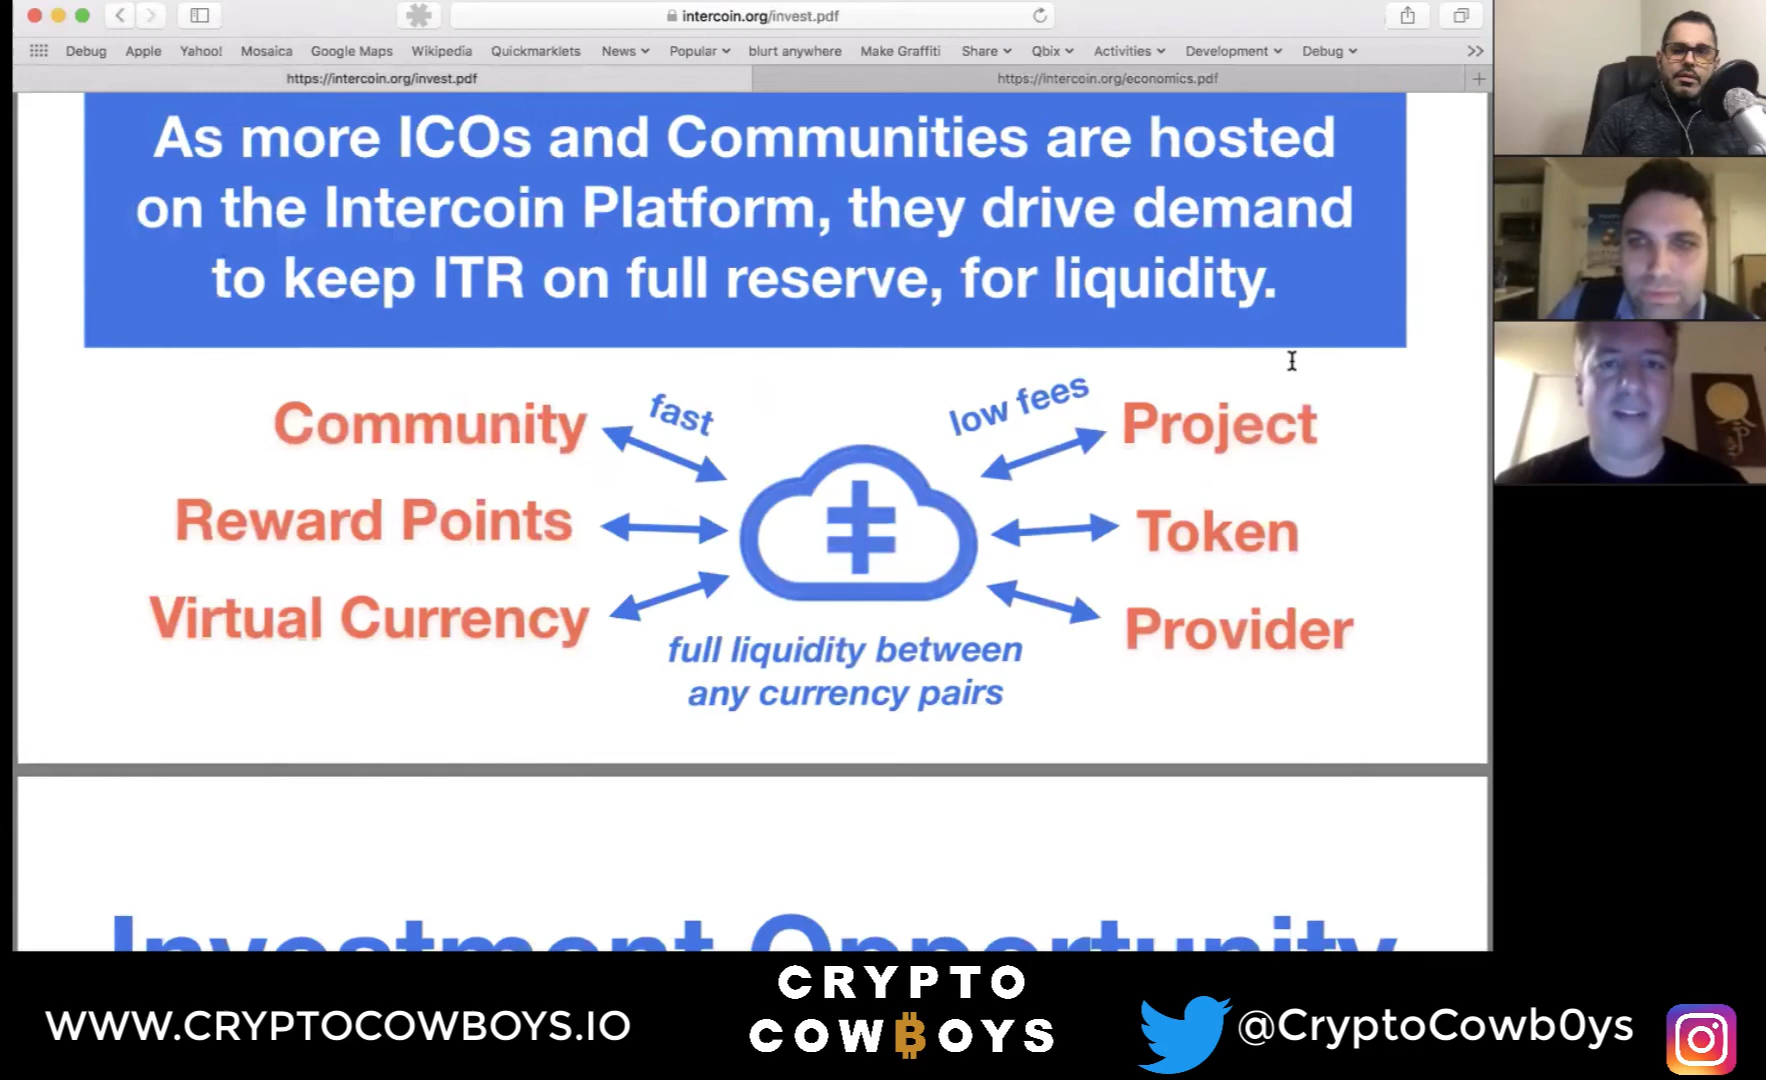 intercoin.org/invest.pdf
Debug Apple Yahoo! Mosaica Google Maps Wikipedia Quickmarklets News Popular blurt anywhere Make Graffiti Share Qbix Activities Development Debug
https://intercoin.org/invest.pdf https://intercoin.org/economics.pdf
As more ICOs and Communities are hosted
on the Intercoin Platform, they drive demand
to keep ITR on full reserve, for liquidity.
fast
low fees
Community
Project
Reward Points
Token
Virtual Currency
Provider
full liquidity between
any currency pairs
Investment Opportunity
WWW.CRYPTOCOWBOYS.IO
CRYPTO
COWBOYS
@CryptoCowb0ys